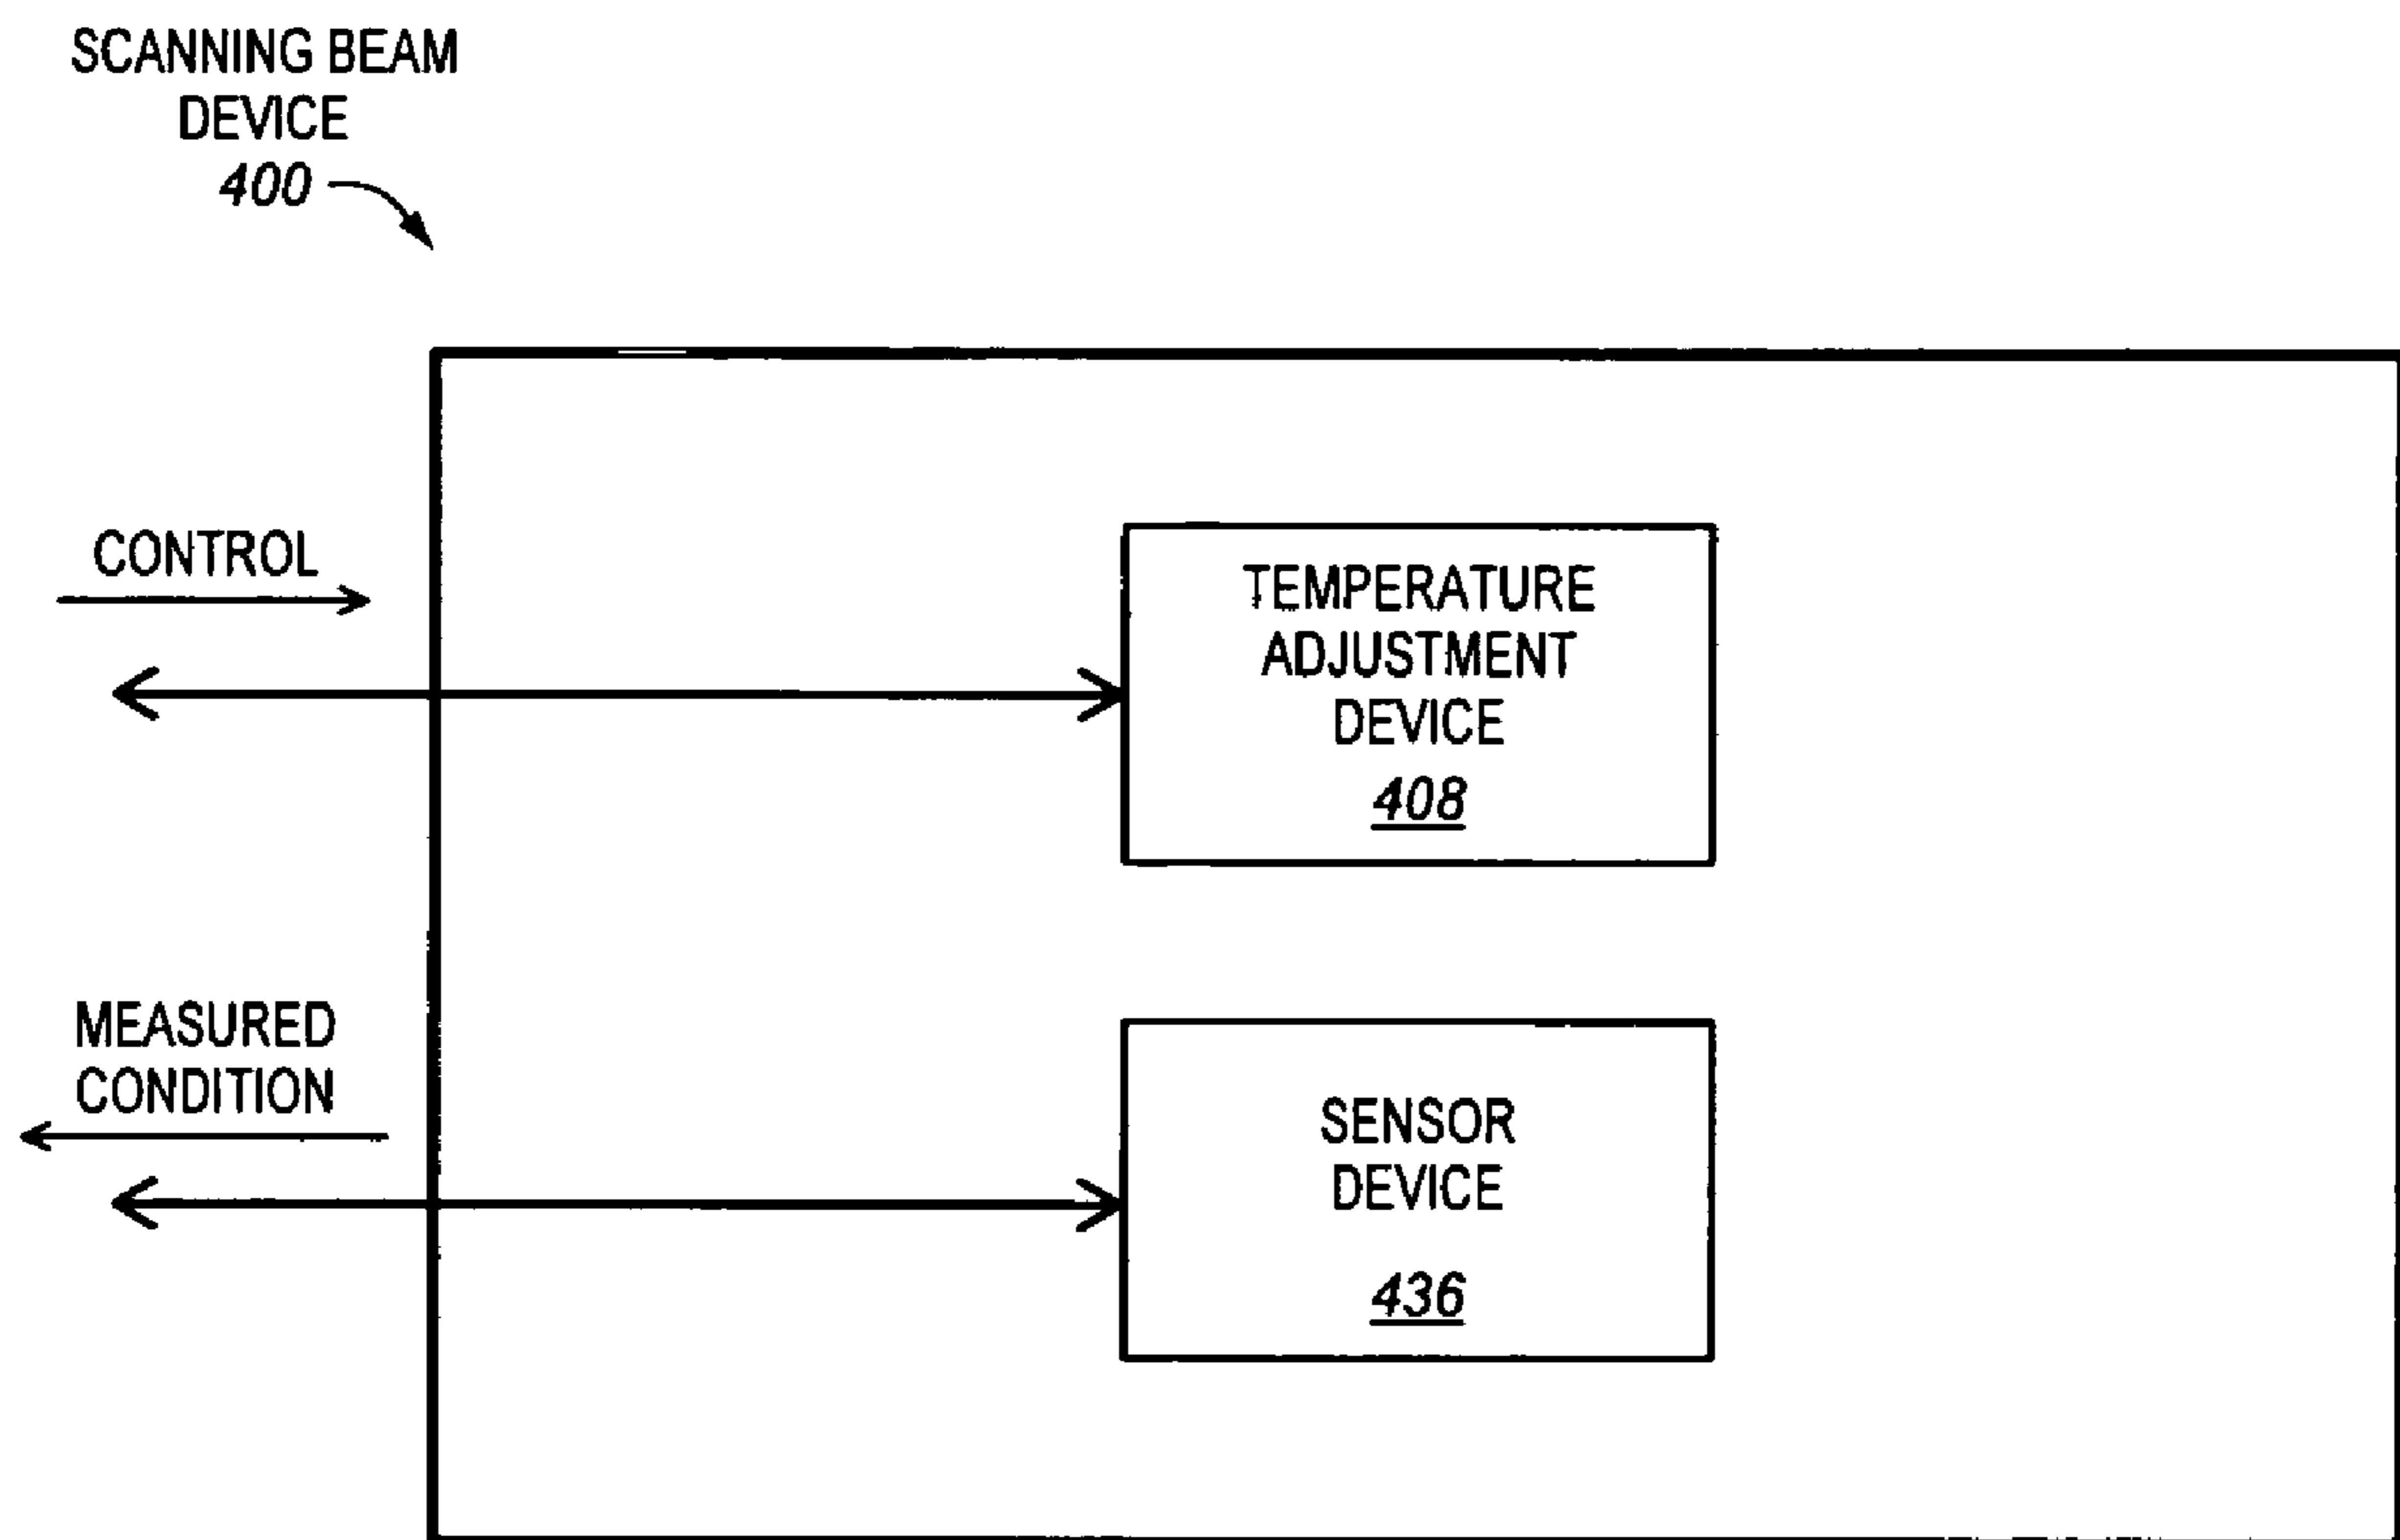 SCANNING BEAM
DEVICE
400
CONTROL
TEMPERATURE
ADJUSTMENT
DEVICE
408
MEASURED
CONDITION
SENSOR
DEVICE
436